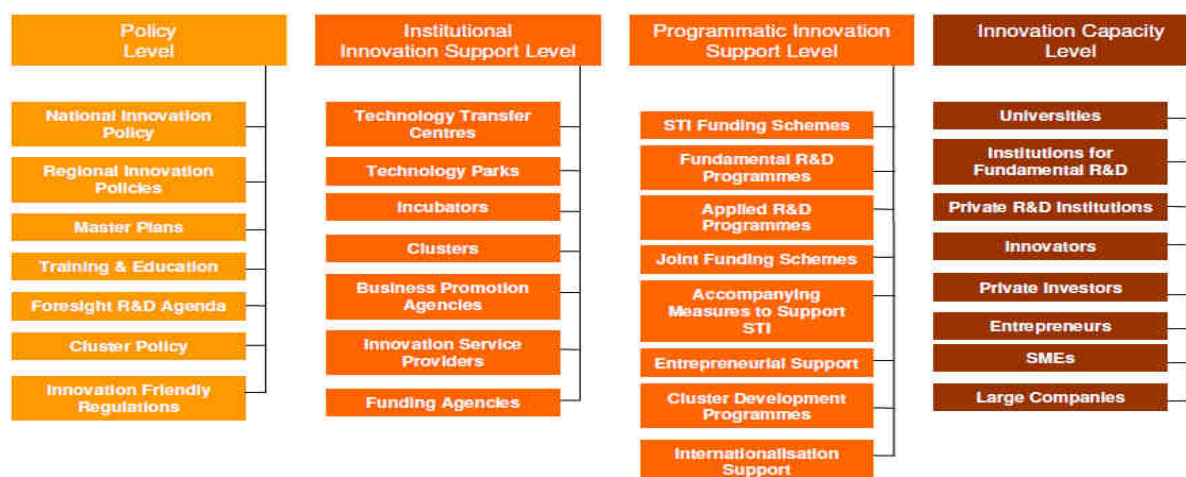 Policy
Level
National Innovation
Policy
Regional Innovation
Policies
Master Plans
Training & Education
Foresight R&D Agenda
Cluster Policy
Innovation Friendly
Regulations
Institutional
Innovation Support Level
Technology Transfer
Centres
Technology Parks
Incubators
Clusters
Business Promotion
Agencies
Innovation Service
Providers
Funding Agencies
Programmatic Innovation
Support Level
STI Funding Schemes
Fundamental R&D
Programmes
Applied R&D
Programmes
Joint Funding Schemes
Accompanying
Measures to Support
STI
Entrepreneurial Support
Cluster Development
Programmes
Internationalisation
Support
Innovation Capacity
Level
Universities
Institutions for
Fundamental R&D
Private R&D Institutions
Innovators
Private Investors
Entrepreneurs
SMEs
Large Companies